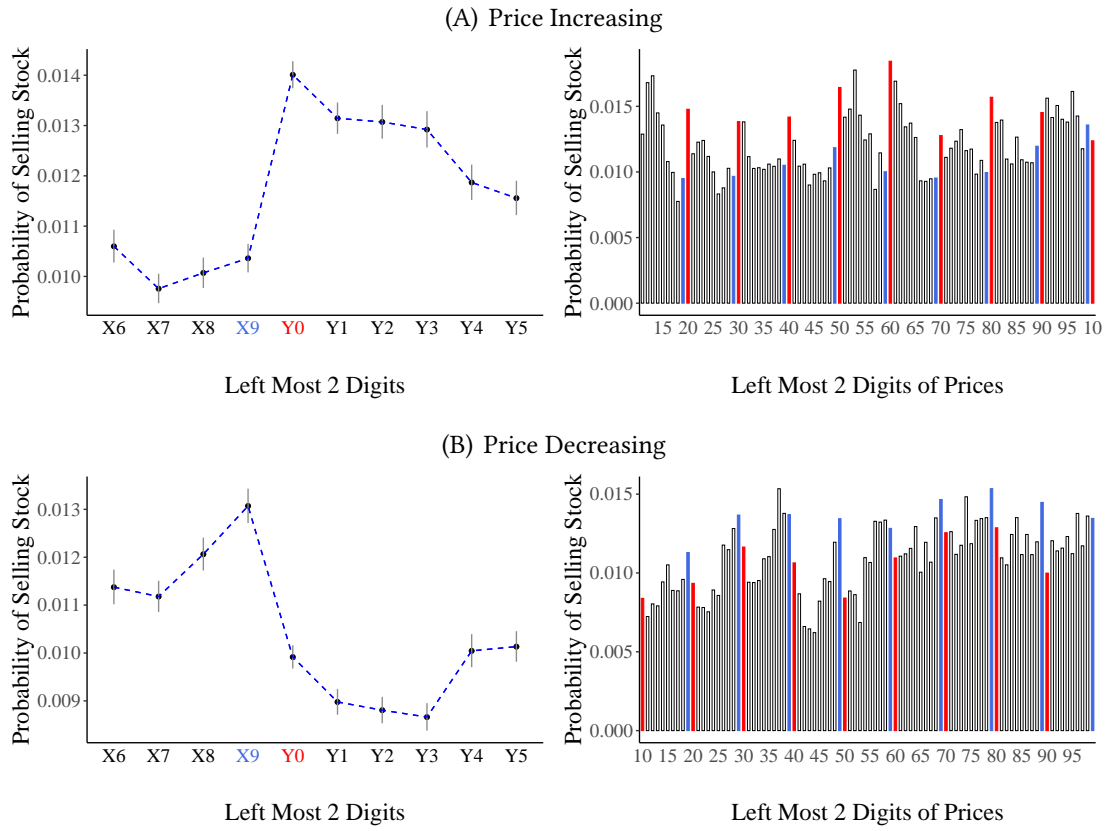 (A) Price Increasing
Probability of Selling Stock
0.014
0.013
0.012
0.011
0.010
X6 X7 X8 X9 Y0 Y1 Y2 Y3 Y4 Y5
Left Most 2 Digits
Probability of Selling Stock
0.015
0.010
0.005
0.000
15 20 25 30 35 40 45 50 55 60 65 70 75 80 85 90 95 10
Left Most 2 Digits of Prices
(B) Price Decreasing
Probability of Selling Stock
0.013
0.012
0.011
0.010
0.009
X6 X7 X8 X9 Y0 Y1 Y2 Y3 Y4 Y5
Left Most 2 Digits
Probability of Selling Stock
0.015
0.010
0.005
0.000
10 15 20 25 30 35 40 45 50 55 60 65 70 75 80 85 90 95
Left Most 2 Digits of Prices